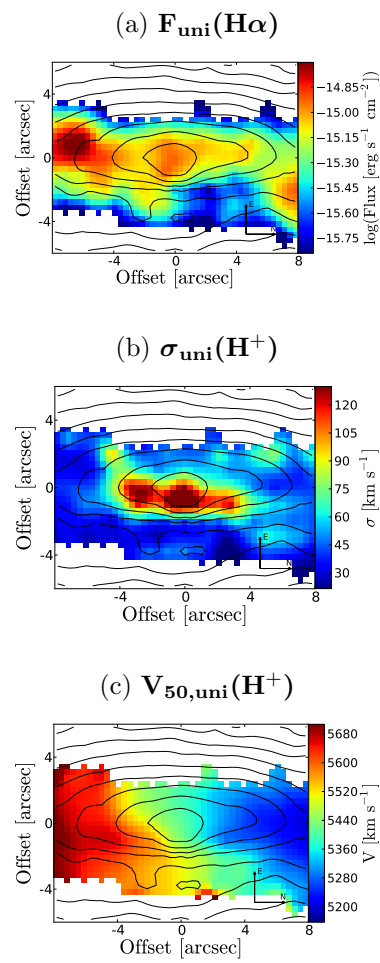 (a) F_uni(Hα)
4
0
-4
Offset [arcsec]
-4 0 4 8
Offset [arcsec]
E
N
−14.85
−15.00
−15.15
−15.30
−15.45
−15.60
−15.75
log(Flux [erg s⁻¹ cm⁻²])
(b) σ_uni(H⁺)
4
0
-4
Offset [arcsec]
-4 0 4 8
Offset [arcsec]
E
N
120
105
90
75
60
45
30
σ [km s⁻¹]
(c) V_50,uni(H⁺)
4
0
-4
Offset [arcsec]
-4 0 4 8
Offset [arcsec]
E
N
5680
5600
5520
5440
5360
5280
5200
V [km s⁻¹]